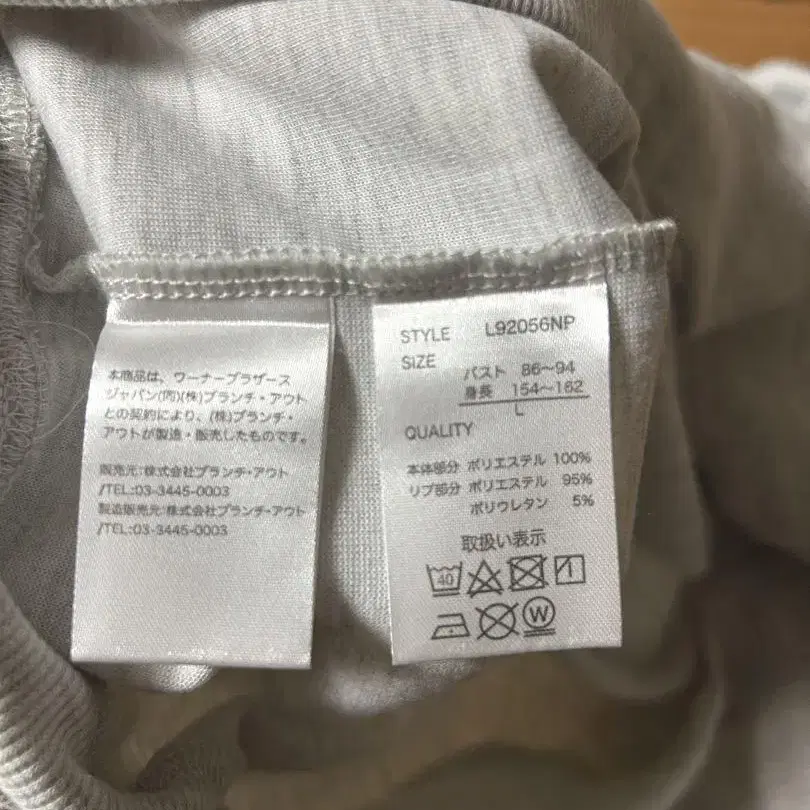 本商品は、ワーナーブラザース
ジャパン(同)(株)ブランチ・アウト
との契約により、(株)ブランチ・
アウトが製造・販売したものです。
販売元:株式会社ブランチ・アウト
/TEL:03-3445-0003
製造販売元:株式会社ブランチ・アウト
/TEL:03-3445-0003
STYLE L92056NP
SIZE
バスト 86～94
身長 154～162
L
QUALITY
本体部分 ポリエステル 100%
リブ部分 ポリエステル 95%
ポリウレタン 5%
取扱い表示
40
W